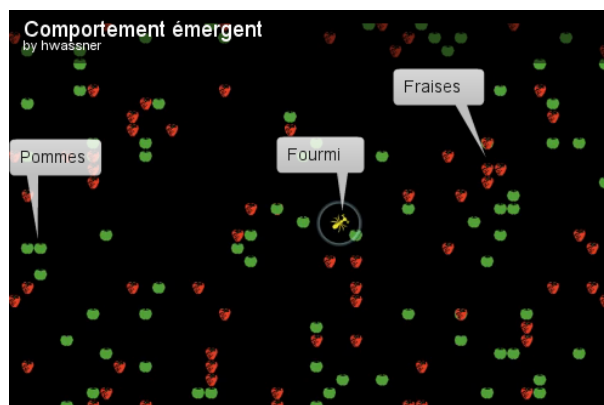 Comportement émergent
by hwassner
Fraises
Pommes
Fourmi